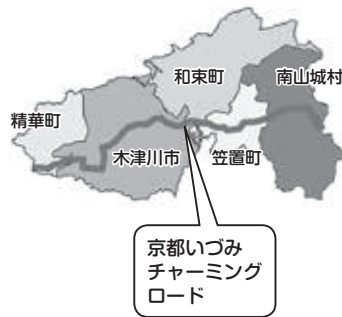 和束町
南山城村
精華町
木津川市
笠置町
京都いづみ
チャーミング
ロード